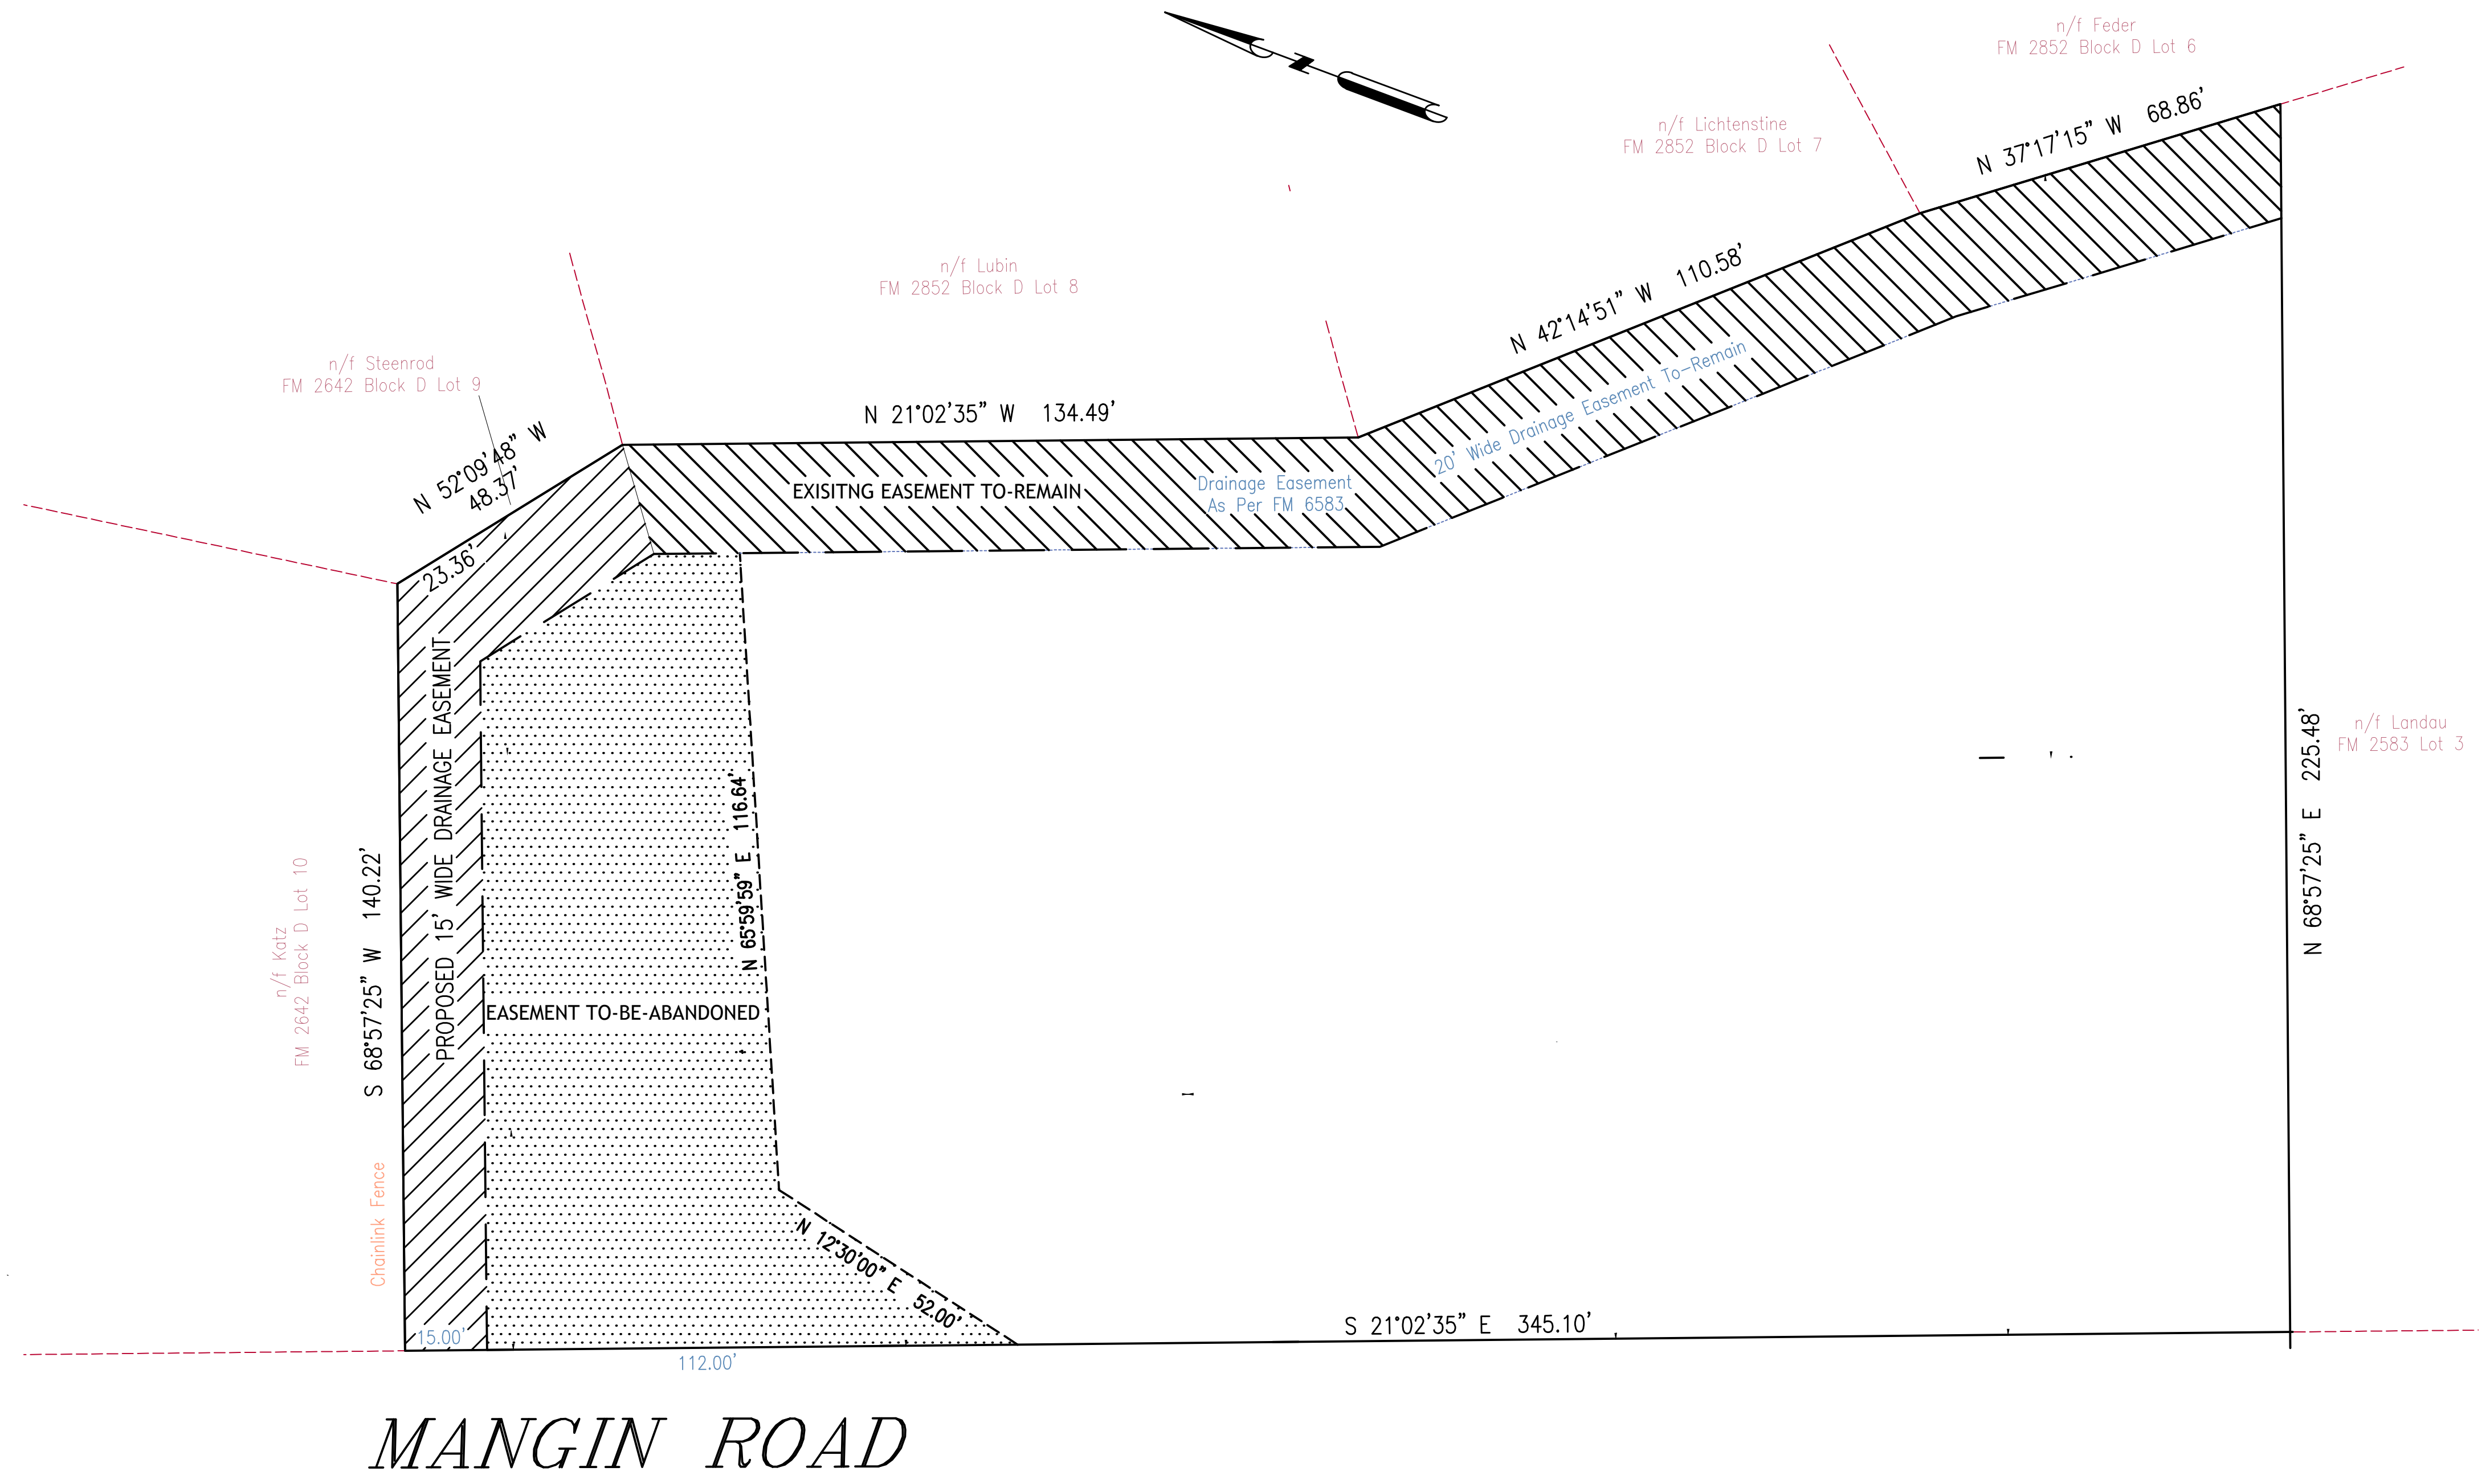 n/f Feder
FM 2852 Block D Lot 6
N
n/f Lichtenstine
FM 2852 Block D Lot 7
N 37°17'15" W 68.86'
n/f Lubin
FM 2852 Block D Lot 8
N 42°14'51" W 110.58'
n/f Steenrod
FM 2642 Block D Lot 9
N 52°09'48" W
48.37'
N 21°02'35" W 134.49'
20' Wide Drainage Easement To-Remain
EXISITNG EASEMENT TO-REMAIN
Drainage Easement
As Per FM 6583
23.36'
PROPOSED 15' WIDE DRAINAGE EASEMENT
N 65°59'59" E 116.64'
n/f Landau
FM 2583 Lot 3
N 68°57'25" E 225.48'
n/f Katz
FM 2642 Block D Lot 10
S 68°57'25" W 140.22'
EASEMENT TO-BE-ABANDONED
Chainlink Fence
N 12°30'00" E 52.00'
15.00'
112.00'
S 21°02'35" E 345.10'
MANGIN ROAD